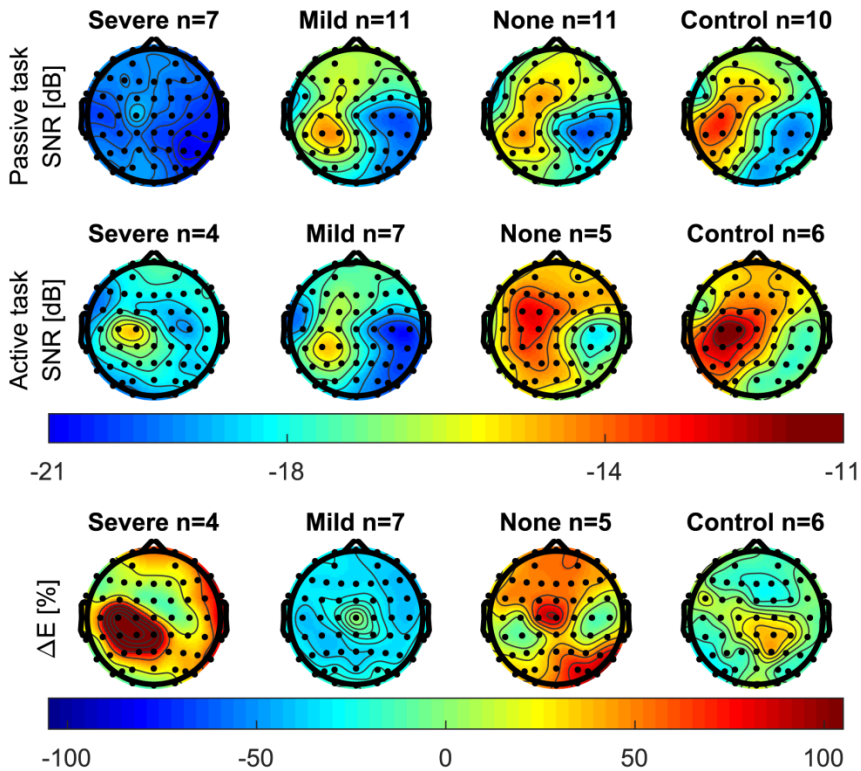 Severe n=7 Mild n=11 None n=11 Control n=10
Passive task
SNR [dB]
Severe n=4 Mild n=7 None n=5 Control n=6
Active task
SNR [dB]
-21 -18 -14 -11
Severe n=4 Mild n=7 None n=5 Control n=6
ΔE [%]
-100 -50 0 50 100